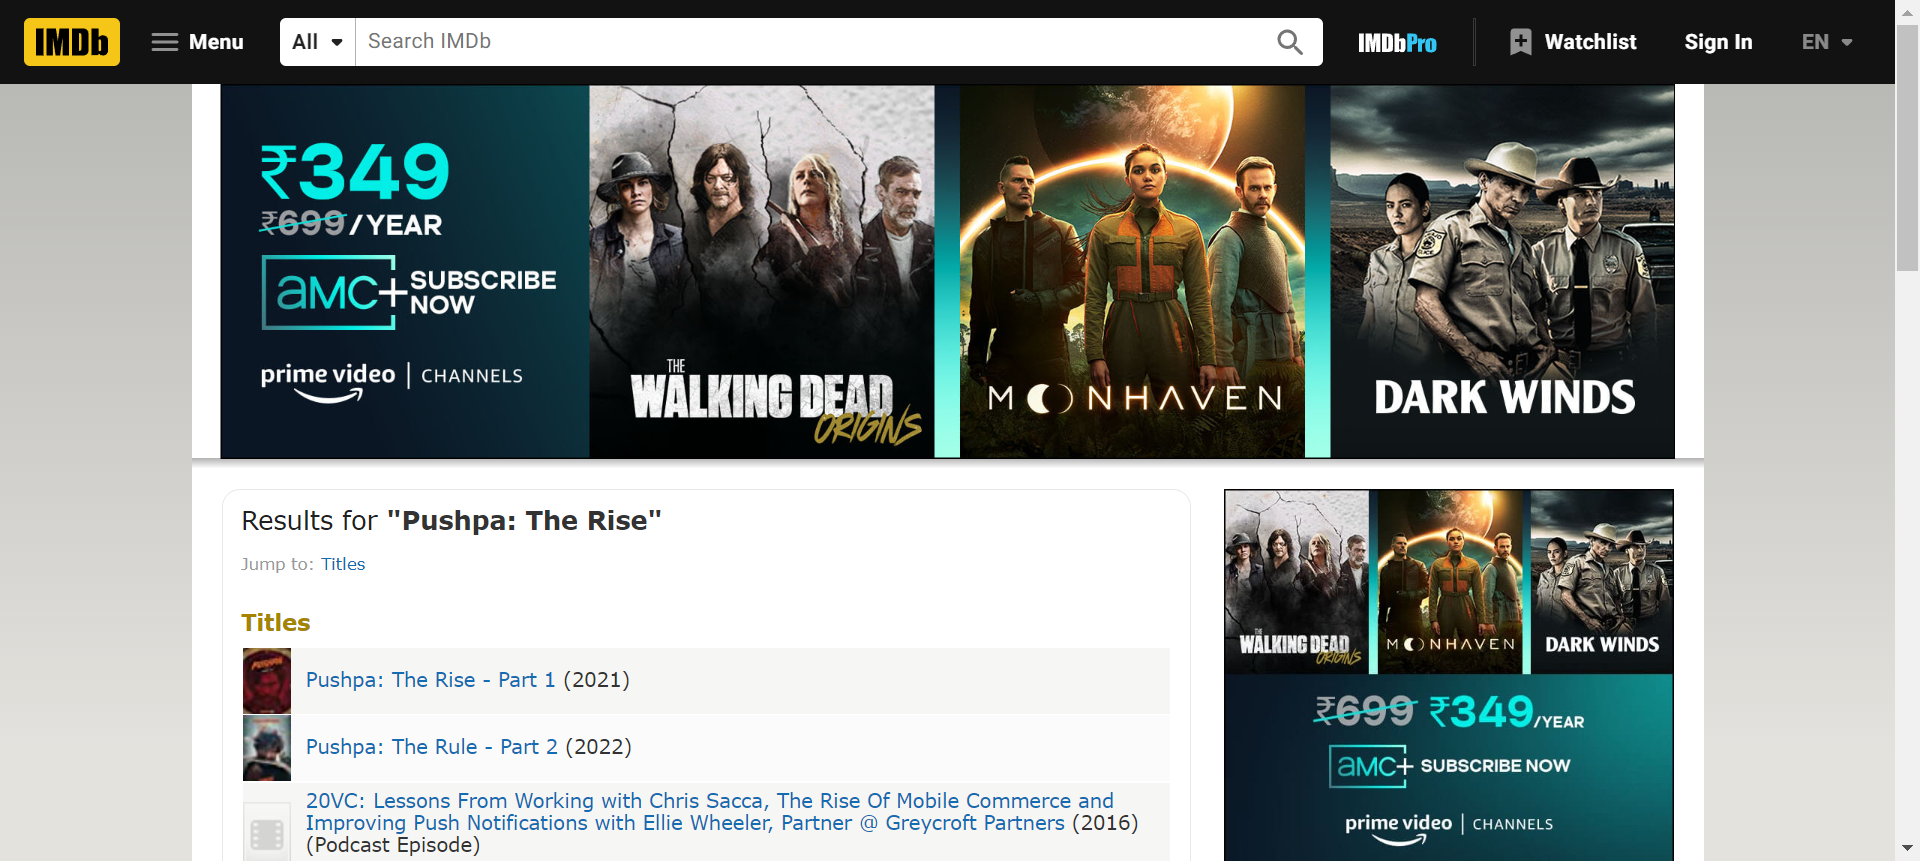 IMDb Menu All Search IMDb IMDbPro Watchlist Sign In EN
₹349
₹699/YEAR
aMC+ SUBSCRIBE NOW
prime video | CHANNELS
THE
WALKING DEAD
ORIGINS
MOONHAVEN
DARK WINDS
Results for "Pushpa: The Rise"
Jump to: Titles
Titles
Pushpa: The Rise - Part 1 (2021)
Pushpa: The Rule - Part 2 (2022)
20VC: Lessons From Working with Chris Sacca, The Rise Of Mobile Commerce and
Improving Push Notifications with Ellie Wheeler, Partner @ Greycroft Partners (2016)
(Podcast Episode)
THE
WALKING DEAD
ORIGINS
MOONHAVEN
DARK WINDS
₹699 ₹349/YEAR
aMC+ SUBSCRIBE NOW
prime video | CHANNELS